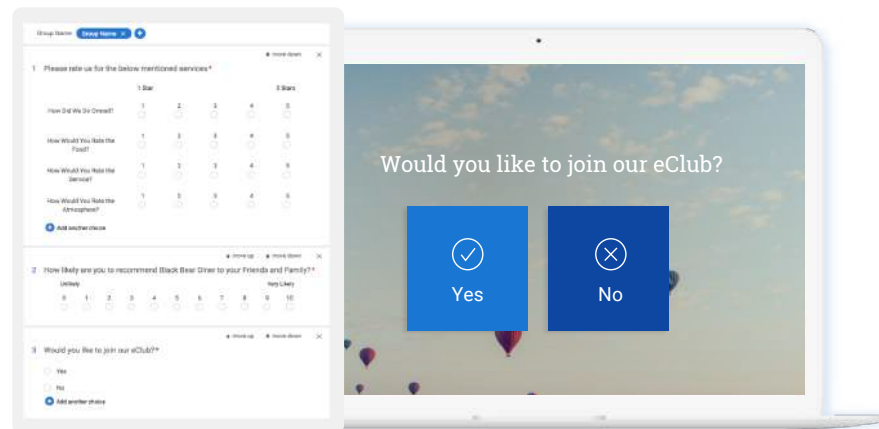 Group Name Group Name × +
move down ×
1 Please rate us for the below mentioned services*
1 Star 5 Stars
How Did We Do Overall? 1 2 3 4 5
How Would You Rate the Food? 1 2 3 4 5
How Would You Rate the Service? 1 2 3 4 5
How Would You Rate the Atmosphere? 1 2 3 4 5
Add another choice
move up move down ×
2 How likely are you to recommend Black Bear Diner to your Friends and Family?*
Unlikely Very Likely
0 1 2 3 4 5 6 7 8 9 10
move up move down ×
3 Would you like to join our eClub?*
Yes
No
Add another choice
Would you like to join our eClub?
Yes No